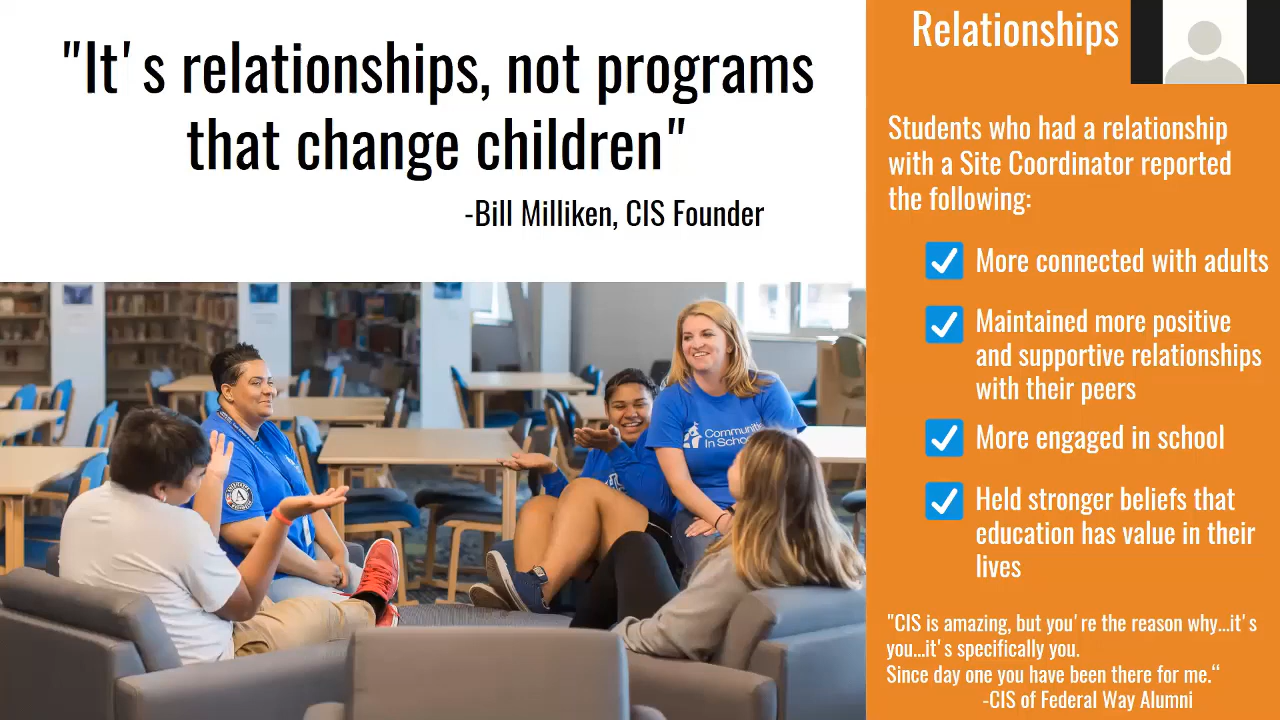 "It's relationships, not programs
that change children"
-Bill Milliken, CIS Founder
Relationships
Students who had a relationship
with a Site Coordinator reported
the following:
More connected with adults
Maintained more positive
and supportive relationships
with their peers
More engaged in school
Held stronger beliefs that
education has value in their
lives
"CIS is amazing, but you're the reason why...it's
you...it's specifically you.
Since day one you have been there for me.“
-CIS of Federal Way Alumni
Communities
In Schools
A